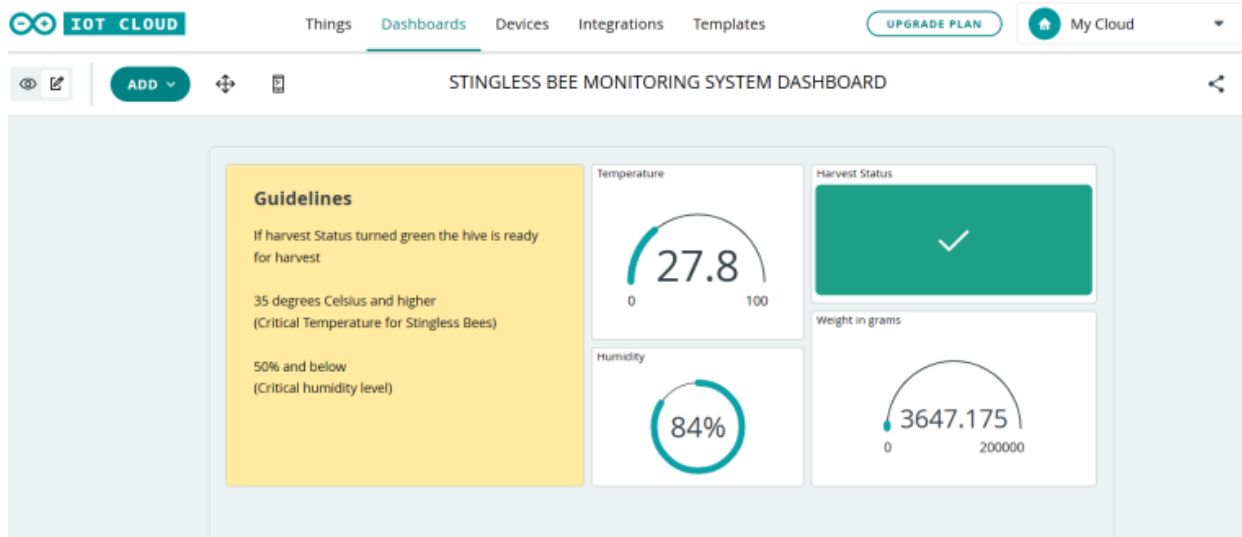 IOT CLOUD
Things
Dashboards
Devices
Integrations
Templates
UPGRADE PLAN
My Cloud
ADD
STINGLESS BEE MONITORING SYSTEM DASHBOARD
Guidelines
If harvest Status turned green the hive is ready
for harvest
35 degrees Celsius and higher
(Critical Temperature for Stingless Bees)
50% and below
(Critical humidity level)
Temperature
27.8
0
100
Humidity
84%
Harvest Status
Weight in grams
3647.175
0
200000